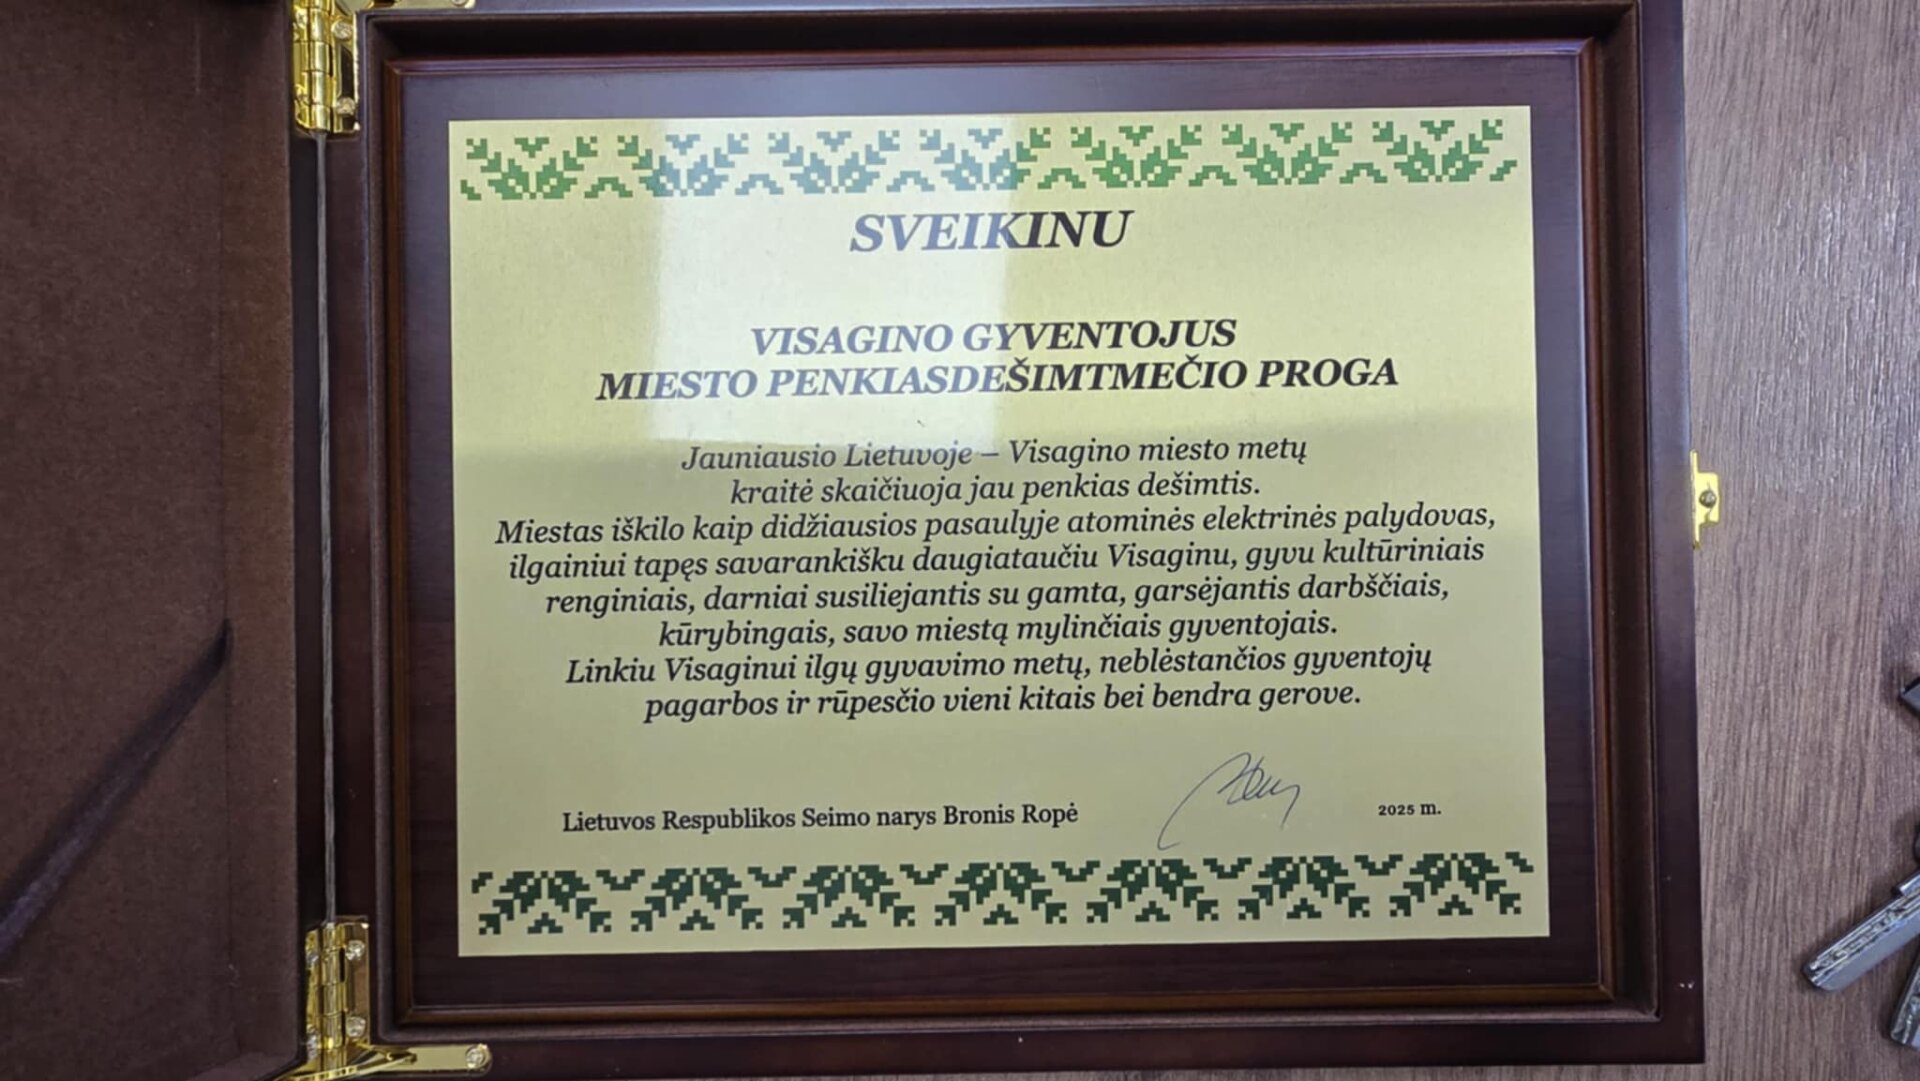 SVEIKINU
VISAGINO GYVENTOJUS
MIESTO PENKIASDEŠIMTMEČIO PROGA
Jauniausio Lietuvoje – Visagino miesto metų
kraitė skaičiuoja jau penkias dešimtis.
Miestas iškilo kaip didžiausios pasaulyje atominės elektrinės palydovas,
ilgainiui tapęs savarankišku daugiataučiu Visaginu, gyvu kultūriniais
renginiais, darniai susiliejantis su gamta, garsėjantis darbščiais,
kūrybingais, savo miestą mylinčiais gyventojais.
Linkiu Visaginui ilgų gyvavimo metų, neblėstančios gyventojų
pagarbos ir rūpesčio vieni kitais bei bendra gerove.
Lietuvos Respublikos Seimo narys Bronis Ropė
2025 m.